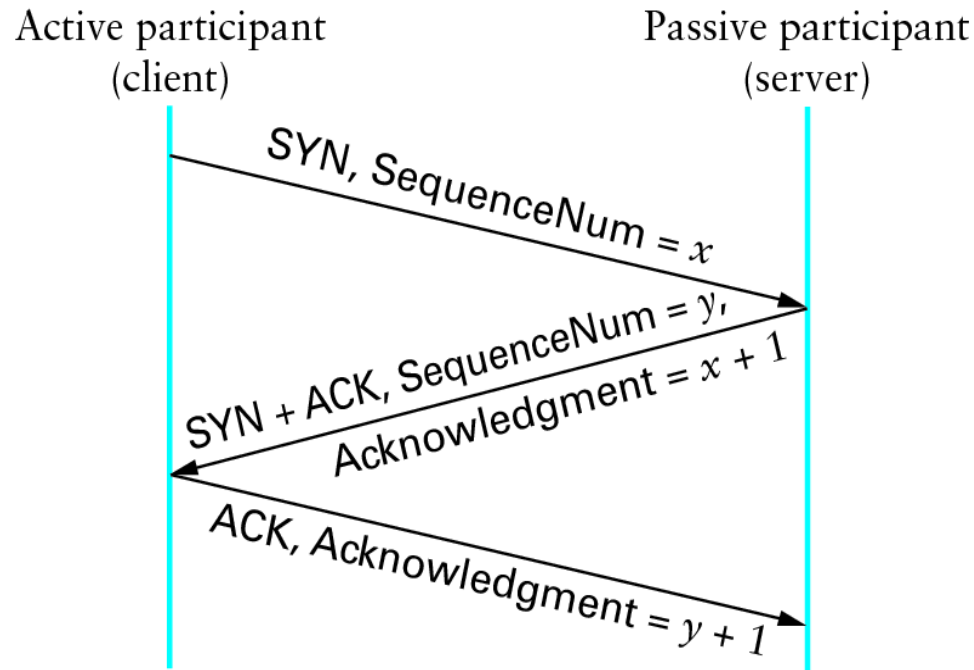 Active participant
(client)
Passive participant
(server)
SYN, SequenceNum = x
SYN + ACK, SequenceNum = y,
Acknowledgment = x + 1
ACK, Acknowledgment = y + 1